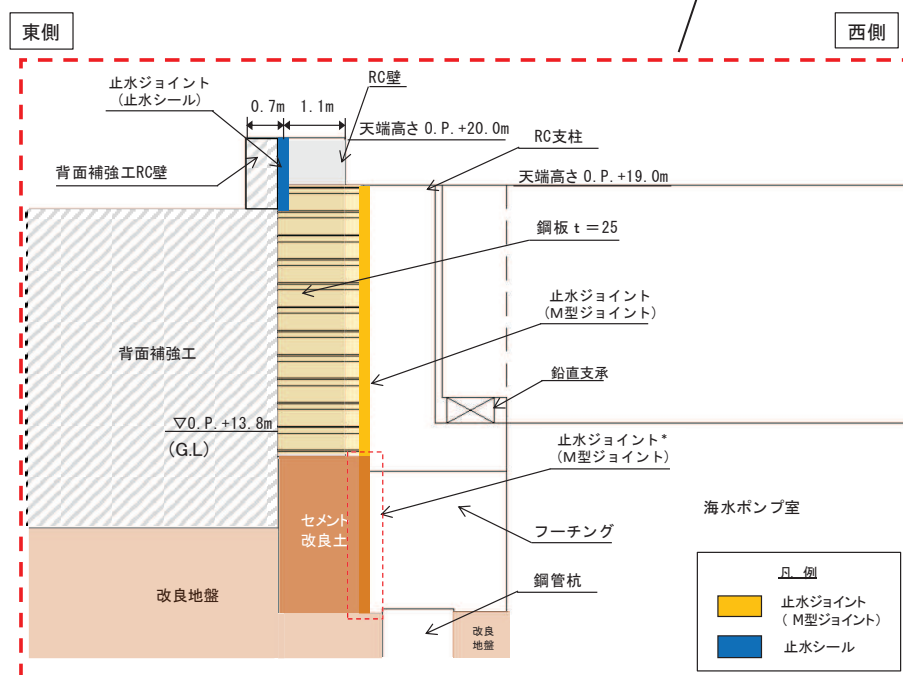 東側
西側
止水ジョイント
(止水シール)
RC壁
0.7m
1.1m
天端高さ O.P.+20.0m
RC支柱
背面補強工RC壁
天端高さ O.P.+19.0m
鋼板 t=25
止水ジョイント
(M型ジョイント)
背面補強工
鉛直支承
▽O.P.+13.8m
(G.L)
止水ジョイント*
(M型ジョイント)
セメント
改良土
海水ポンプ室
フーチング
鋼管杭
改良地盤
改良
地盤
凡 例
止水ジョイント
( M型ジョイント)
止水シール